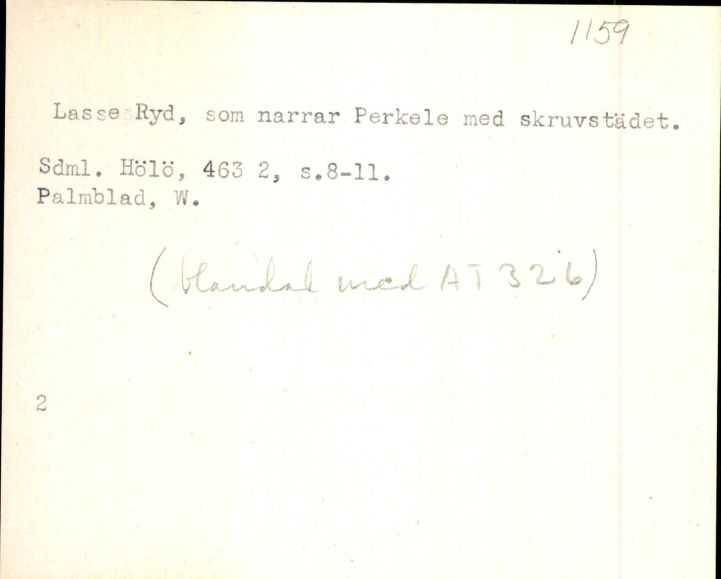 1159
Lasse Ryd, som narrar Perkele med skruvstädet.
Sdml. Hölö, 463 2, s.8-11.
Palmblad, W.
(blandad med AT 326)
2